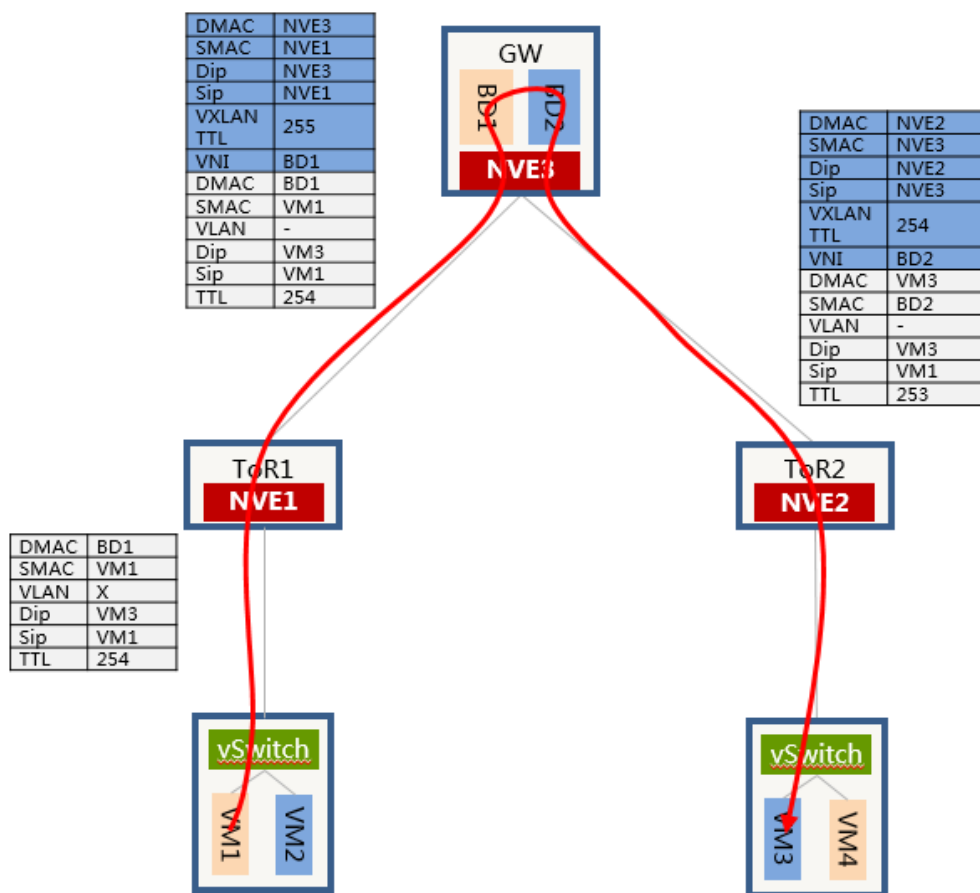 DMAC NVE3
SMAC NVE1
Dip NVE3
Sip NVE1
VXLAN TTL 255
VNI BD1
DMAC BD1
SMAC VM1
VLAN -
Dip VM3
Sip VM1
TTL 254
GW
BD1 BD2
NVE3
DMAC NVE2
SMAC NVE3
Dip NVE2
Sip NVE3
VXLAN TTL 254
VNI BD2
DMAC VM3
SMAC BD2
VLAN -
Dip VM3
Sip VM1
TTL 253
ToR1
NVE1
ToR2
NVE2
DMAC BD1
SMAC VM1
VLAN X
Dip VM3
Sip VM1
TTL 254
vSwitch
VM1 VM2
vSwitch
VM3 VM4